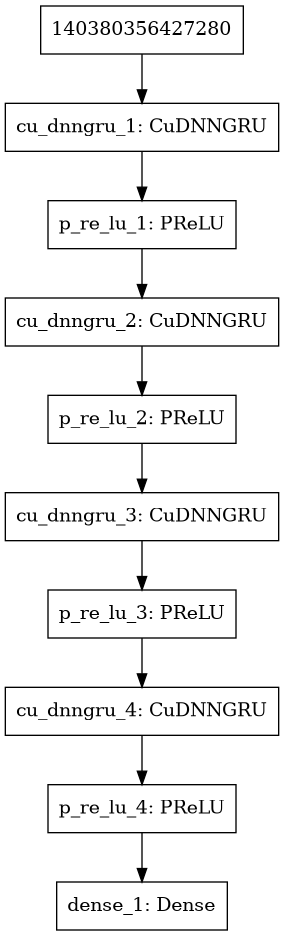 140380356427280
cu_dnngru_1: CuDNNGRU
p_re_lu_1: PReLU
cu_dnngru_2: CuDNNGRU
p_re_lu_2: PReLU
cu_dnngru_3: CuDNNGRU
p_re_lu_3: PReLU
cu_dnngru_4: CuDNNGRU
p_re_lu_4: PReLU
dense_1: Dense